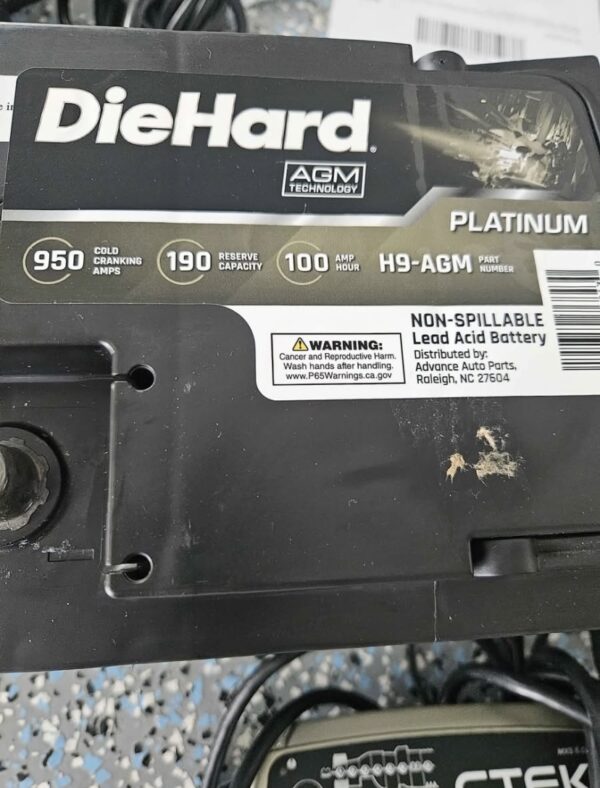 DieHard®
AGM
TECHNOLOGY
PLATINUM
950 COLD
CRANKING
AMPS
190 RESERVE
CAPACITY
100 AMP
HOUR
H9-AGM PART
NUMBER
NON-SPILLABLE
Lead Acid Battery
Distributed by:
Advance Auto Parts,
Raleigh, NC 27604
WARNING:
Cancer and Reproductive Harm.
Wash hands after handling.
www.P65Warnings.ca.gov
CTEK